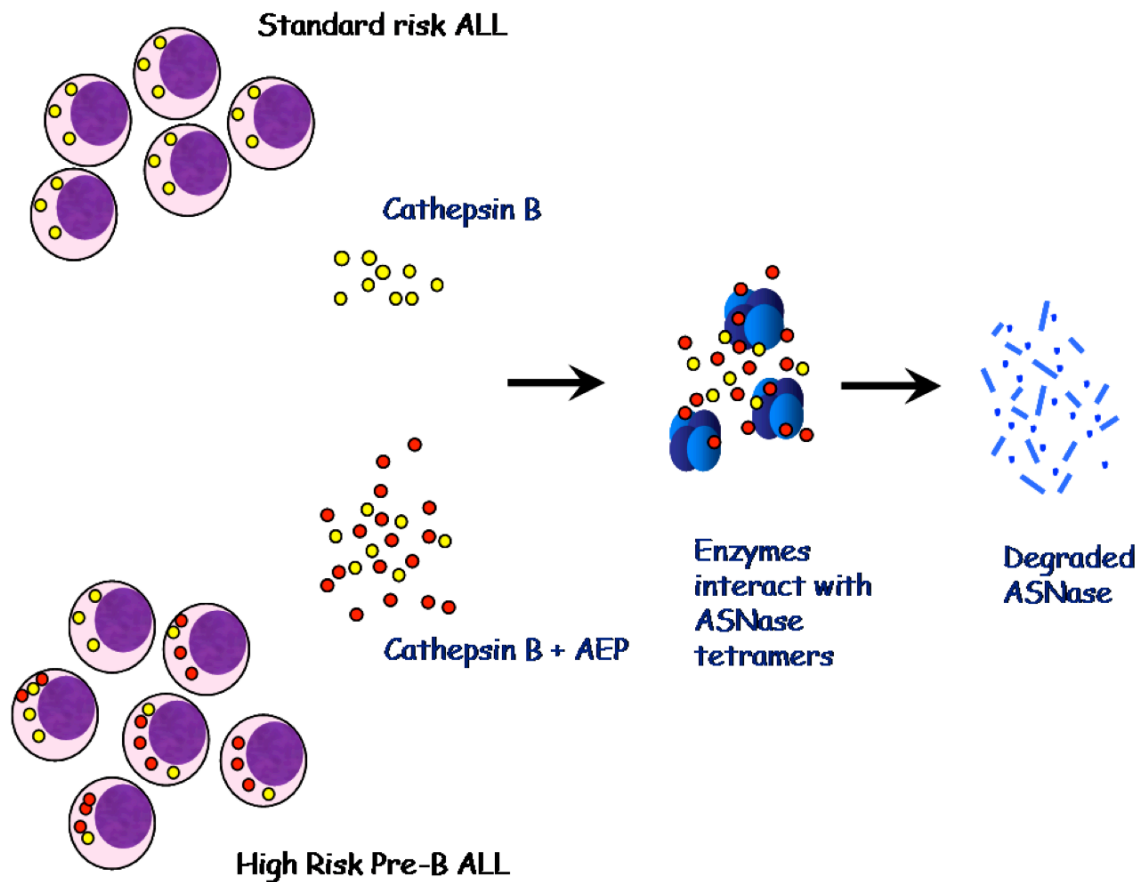 Standard risk ALL
Cathepsin B
Cathepsin B + AEP
Enzymes
interact with
ASNase
tetramers
Degraded
ASNase
High Risk Pre-B ALL